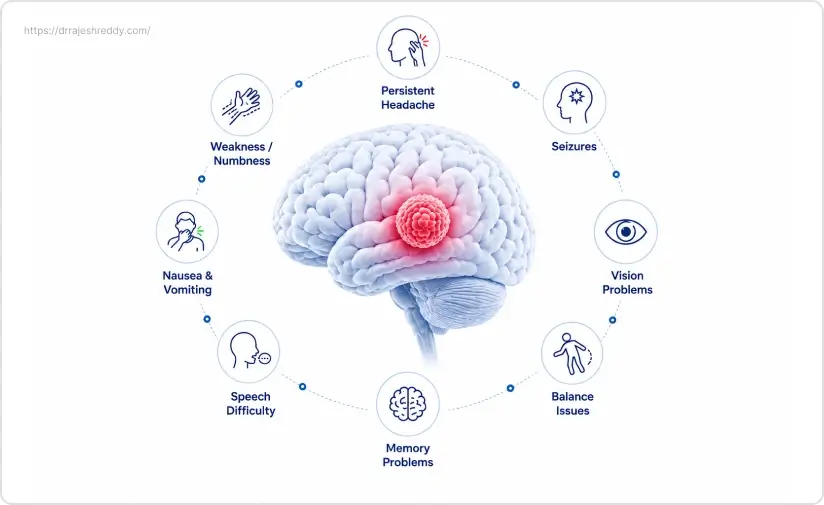 https://drrajeshreddy.com/
Persistent
Headache
Seizures
Vision
Problems
Balance
Issues
Memory
Problems
Speech
Difficulty
Nausea &
Vomiting
Weakness /
Numbness